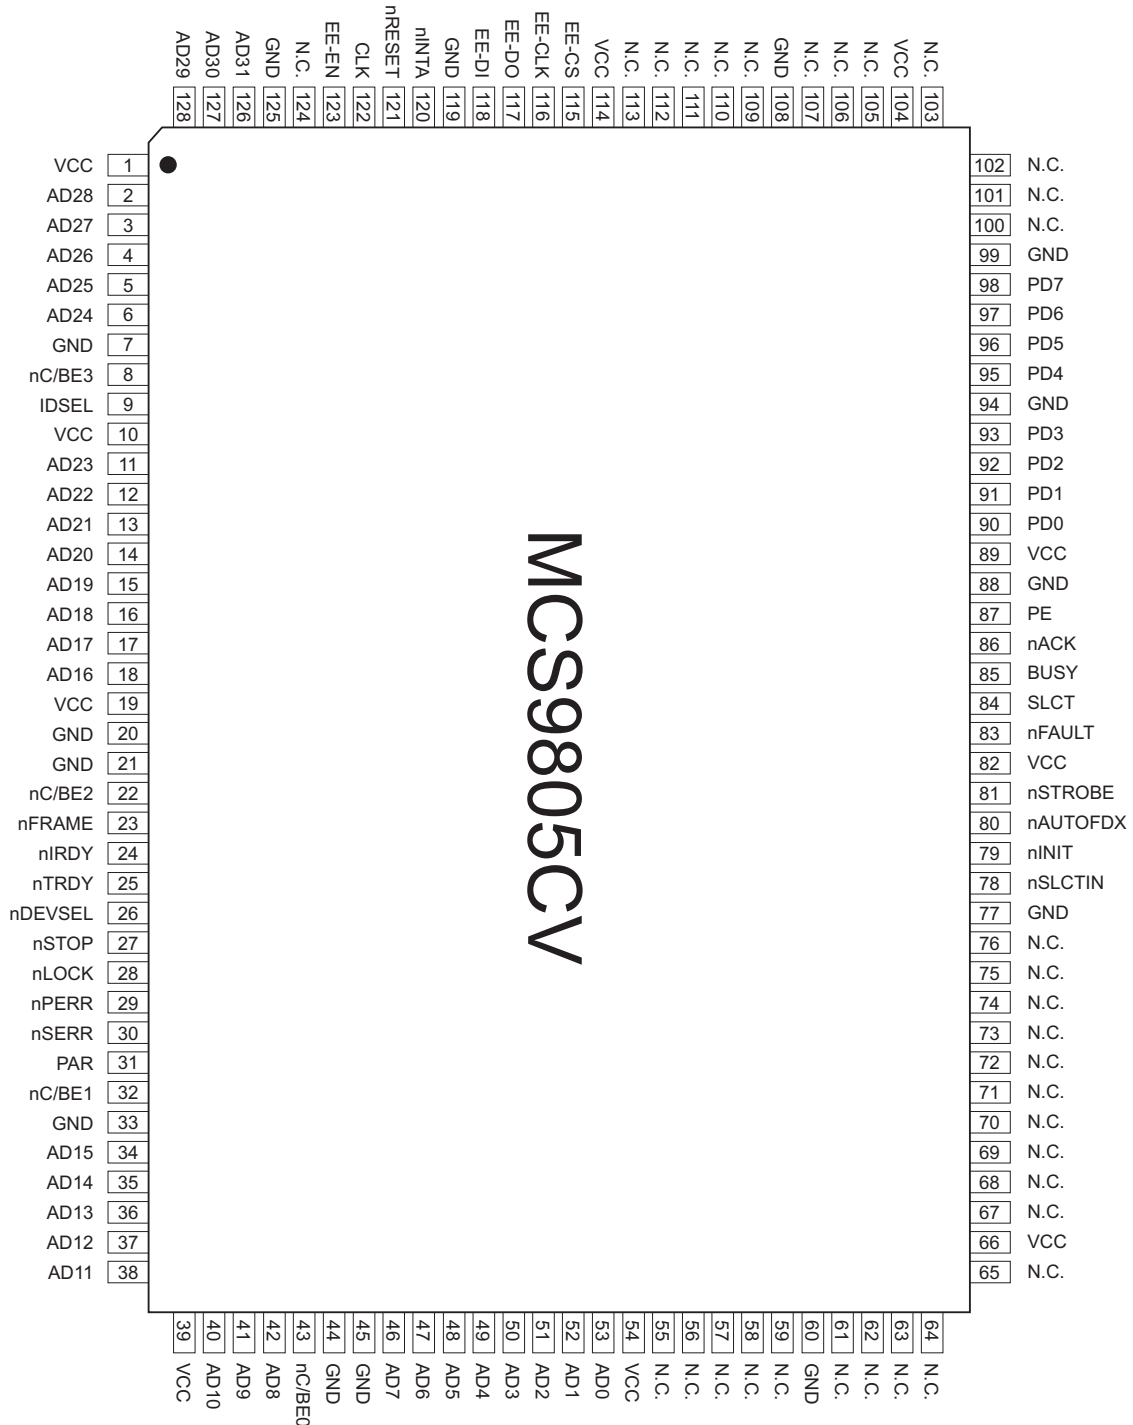 AD29 AD30 AD31 GND N.C. EE-EN CLK nRESET nINTA GND EE-DI EE-DO EE-CLK EE-CS VCC N.C. N.C. N.C. N.C. N.C. GND N.C. N.C. N.C. VCC N.C.
128 127 126 125 124 123 122 121 120 119 118 117 116 115 114 113 112 111 110 109 108 107 106 105 104 103
VCC 1 102 N.C.
AD28 2 101 N.C.
AD27 3 100 N.C.
AD26 4 99 GND
AD25 5 98 PD7
AD24 6 97 PD6
GND 7 96 PD5
nC/BE3 8 95 PD4
IDSEL 9 94 GND
VCC 10 93 PD3
AD23 11 92 PD2
AD22 12 91 PD1
AD21 13 90 PD0
AD20 14 89 VCC
AD19 15 88 GND
AD18 16 87 PE
AD17 17 86 nACK
AD16 18 85 BUSY
VCC 19 84 SLCT
GND 20 83 nFAULT
GND 21 82 VCC
nC/BE2 22 81 nSTROBE
nFRAME 23 80 nAUTOFDX
nIRDY 24 79 nINIT
nTRDY 25 78 nSLCTIN
nDEVSEL 26 77 GND
nSTOP 27 76 N.C.
nLOCK 28 75 N.C.
nPERR 29 74 N.C.
nSERR 30 73 N.C.
PAR 31 72 N.C.
nC/BE1 32 71 N.C.
GND 33 70 N.C.
AD15 34 69 N.C.
AD14 35 68 N.C.
AD13 36 67 N.C.
AD12 37 66 VCC
AD11 38 65 N.C.
MCS9805CV
39 40 41 42 43 44 45 46 47 48 49 50 51 52 53 54 55 56 57 58 59 60 61 62 63 64
VCC AD10 AD9 AD8 nC/BE0 GND GND AD7 AD6 AD5 AD4 AD3 AD2 AD1 AD0 VCC N.C. N.C. N.C. N.C. N.C. GND N.C. N.C. N.C. N.C.